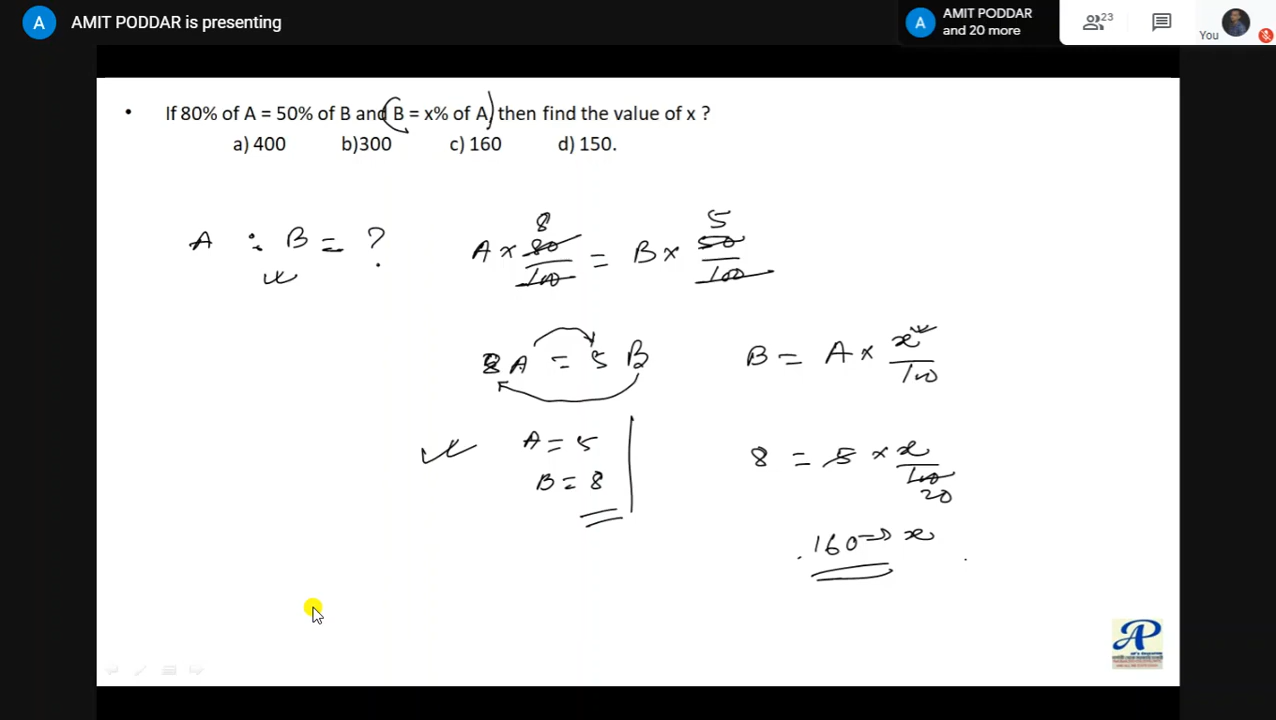 A AMIT PODDAR is presenting
A AMIT PODDAR
and 20 more
23
You
• If 80% of A = 50% of B and B = x% of A, then find the value of x ?
a) 400 b)300 c) 160 d) 150.
A : B = ?
8 5
A × 80/100 = B × 50/100
8A = 5B
B = A × x/100
A = 5
B = 8
8 = 5 × x/100
20
160 ⇒ x
AP